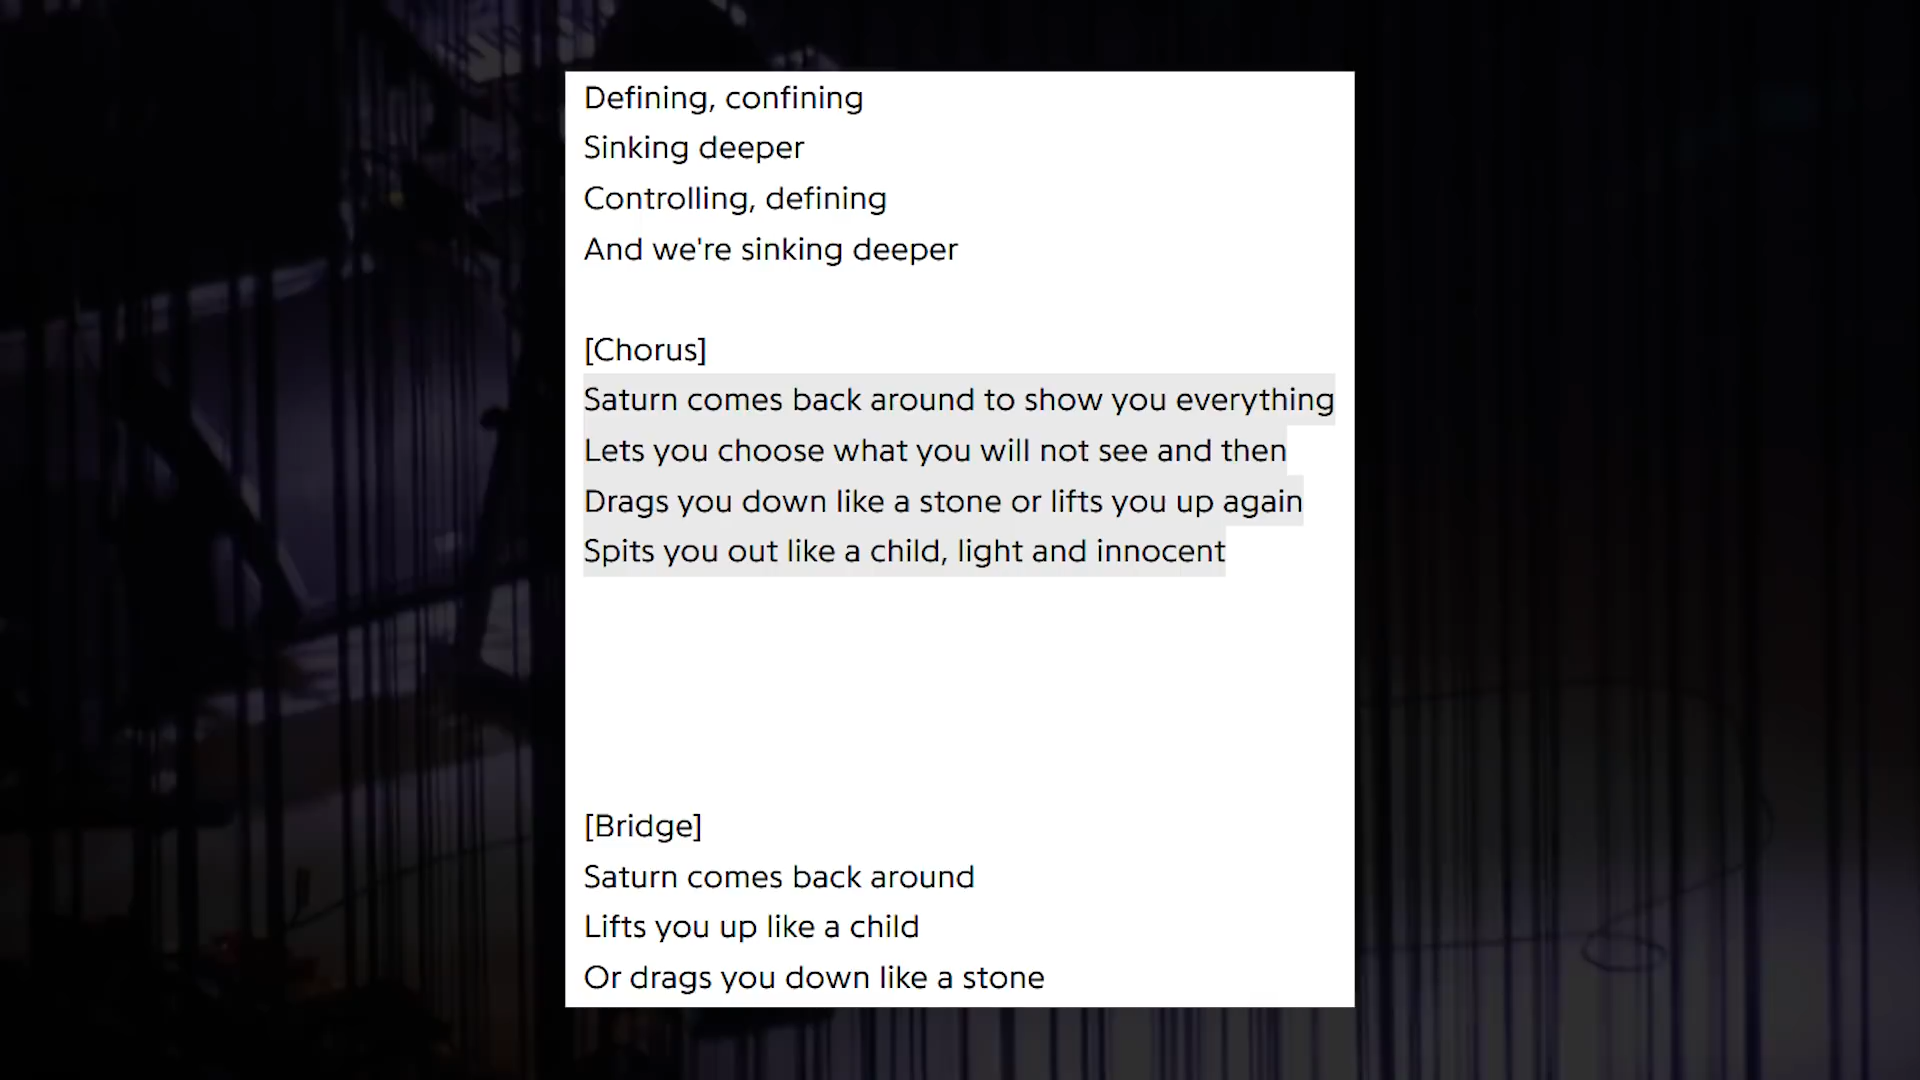 Defining, confining
Sinking deeper
Controlling, defining
And we're sinking deeper
[Chorus]
Saturn comes back around to show you everything
Lets you choose what you will not see and then
Drags you down like a stone or lifts you up again
Spits you out like a child, light and innocent
[Bridge]
Saturn comes back around
Lifts you up like a child
Or drags you down like a stone